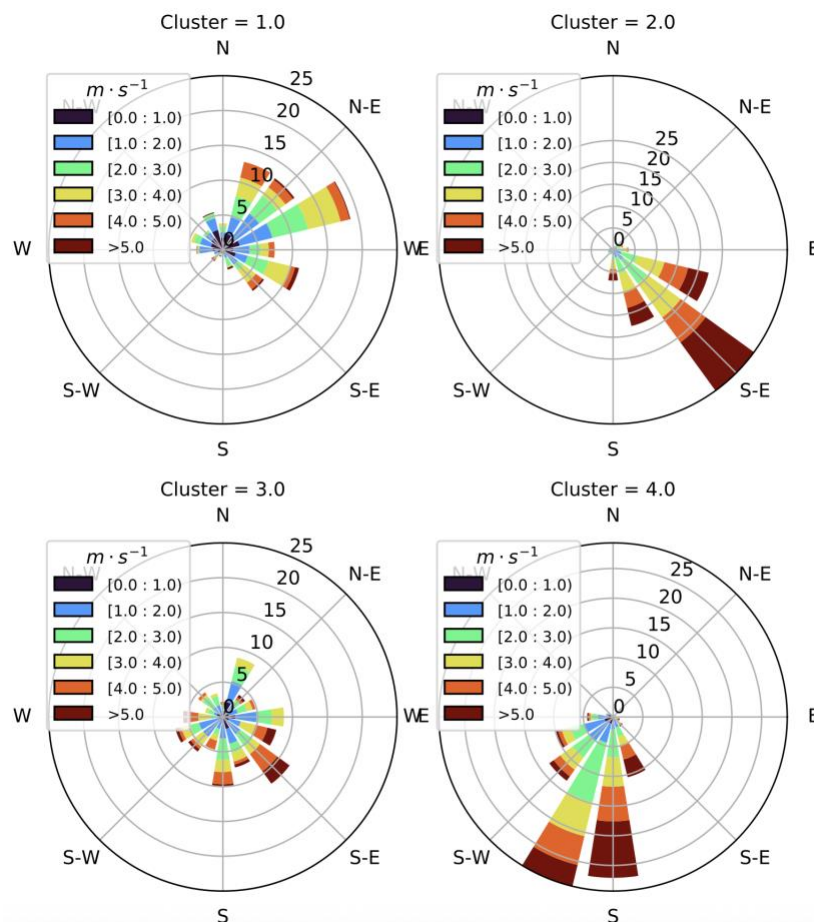 Cluster = 1.0
N
m · s⁻¹
[0.0 : 1.0)
[1.0 : 2.0)
[2.0 : 3.0)
[3.0 : 4.0)
[4.0 : 5.0)
>5.0
N-W
N-E
W
E
S-W
S-E
S
0
5
10
15
20
25
Cluster = 2.0
N
m · s⁻¹
[0.0 : 1.0)
[1.0 : 2.0)
[2.0 : 3.0)
[3.0 : 4.0)
[4.0 : 5.0)
>5.0
N-W
N-E
W
E
S-W
S-E
S
0
5
10
15
20
25
Cluster = 3.0
N
m · s⁻¹
[0.0 : 1.0)
[1.0 : 2.0)
[2.0 : 3.0)
[3.0 : 4.0)
[4.0 : 5.0)
>5.0
N-W
N-E
W
E
S-W
S-E
S
0
5
10
15
20
25
Cluster = 4.0
N
m · s⁻¹
[0.0 : 1.0)
[1.0 : 2.0)
[2.0 : 3.0)
[3.0 : 4.0)
[4.0 : 5.0)
>5.0
N-W
N-E
W
E
S-W
S-E
S
0
5
10
15
20
25